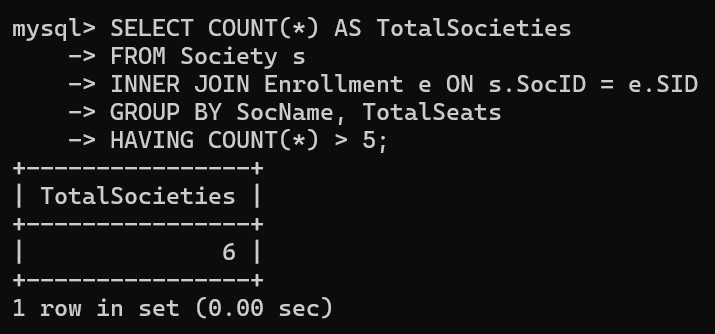 mysql> SELECT COUNT(*) AS TotalSocieties
    -> FROM Society s
    -> INNER JOIN Enrollment e ON s.SocID = e.SID
    -> GROUP BY SocName, TotalSeats
    -> HAVING COUNT(*) > 5;
+----------------+
| TotalSocieties |
+----------------+
|              6 |
+----------------+
1 row in set (0.00 sec)